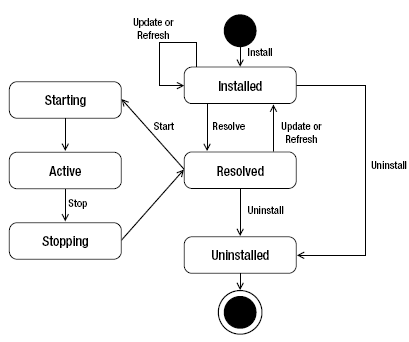 Update or
Refresh
Install
Installed
Starting
Start
Resolve
Update or
Refresh
Uninstall
Active
Resolved
Stop
Uninstall
Stopping
Uninstalled